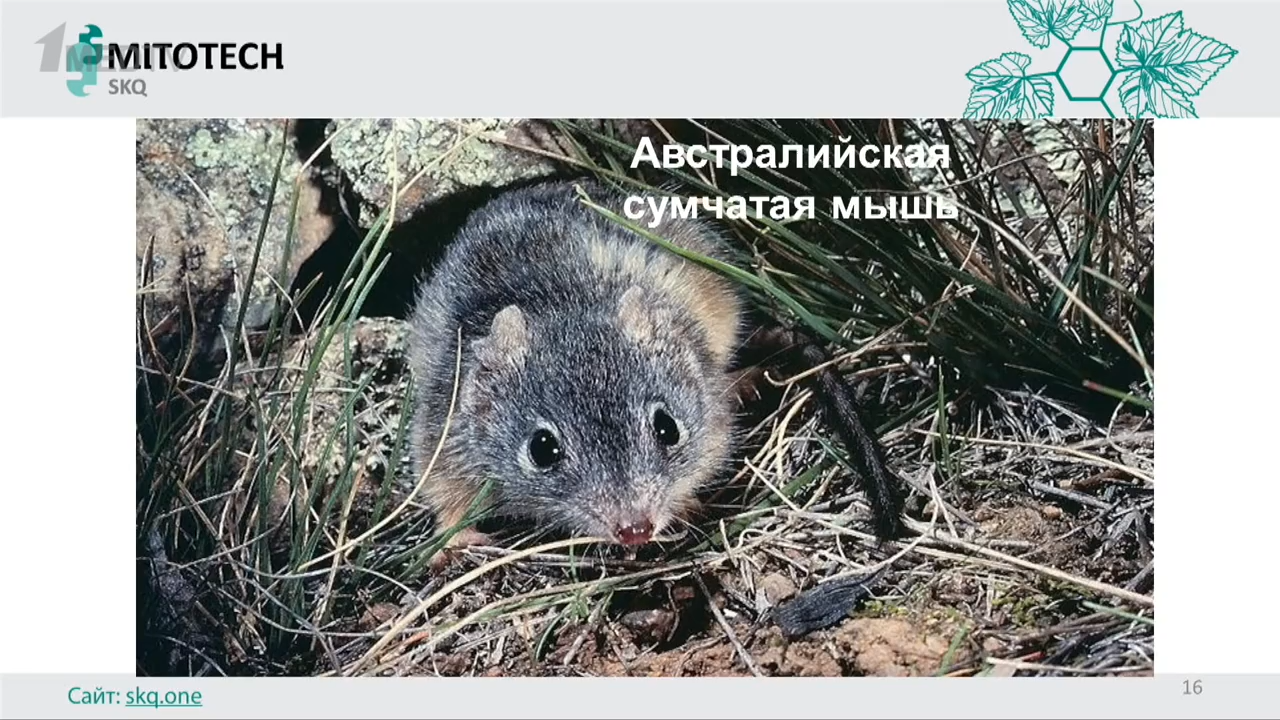 MITOTECH
SKQ
Австралийская
сумчатая мышь
Сайт: skq.one
16